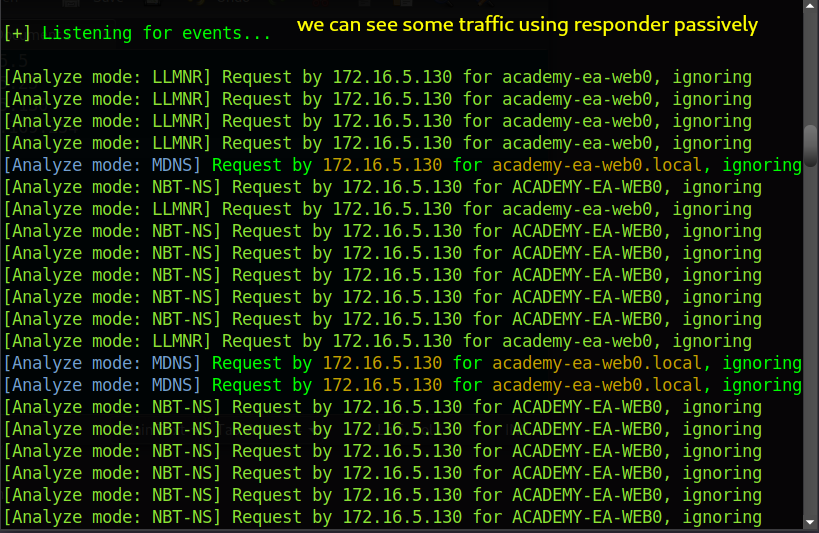 we can see some traffic using responder passively
[+] Listening for events...
[Analyze mode: LLMNR] Request by 172.16.5.130 for academy-ea-web0, ignoring
[Analyze mode: LLMNR] Request by 172.16.5.130 for academy-ea-web0, ignoring
[Analyze mode: LLMNR] Request by 172.16.5.130 for academy-ea-web0, ignoring
[Analyze mode: LLMNR] Request by 172.16.5.130 for academy-ea-web0, ignoring
[Analyze mode: MDNS] Request by 172.16.5.130 for academy-ea-web0.local, ignoring
[Analyze mode: NBT-NS] Request by 172.16.5.130 for ACADEMY-EA-WEB0, ignoring
[Analyze mode: LLMNR] Request by 172.16.5.130 for academy-ea-web0, ignoring
[Analyze mode: NBT-NS] Request by 172.16.5.130 for ACADEMY-EA-WEB0, ignoring
[Analyze mode: NBT-NS] Request by 172.16.5.130 for ACADEMY-EA-WEB0, ignoring
[Analyze mode: NBT-NS] Request by 172.16.5.130 for ACADEMY-EA-WEB0, ignoring
[Analyze mode: NBT-NS] Request by 172.16.5.130 for ACADEMY-EA-WEB0, ignoring
[Analyze mode: NBT-NS] Request by 172.16.5.130 for ACADEMY-EA-WEB0, ignoring
[Analyze mode: LLMNR] Request by 172.16.5.130 for academy-ea-web0, ignoring
[Analyze mode: MDNS] Request by 172.16.5.130 for academy-ea-web0.local, ignoring
[Analyze mode: MDNS] Request by 172.16.5.130 for academy-ea-web0.local, ignoring
[Analyze mode: NBT-NS] Request by 172.16.5.130 for ACADEMY-EA-WEB0, ignoring
[Analyze mode: NBT-NS] Request by 172.16.5.130 for ACADEMY-EA-WEB0, ignoring
[Analyze mode: NBT-NS] Request by 172.16.5.130 for ACADEMY-EA-WEB0, ignoring
[Analyze mode: NBT-NS] Request by 172.16.5.130 for ACADEMY-EA-WEB0, ignoring
[Analyze mode: NBT-NS] Request by 172.16.5.130 for ACADEMY-EA-WEB0, ignoring
[Analyze mode: NBT-NS] Request by 172.16.5.130 for ACADEMY-EA-WEB0, ignoring